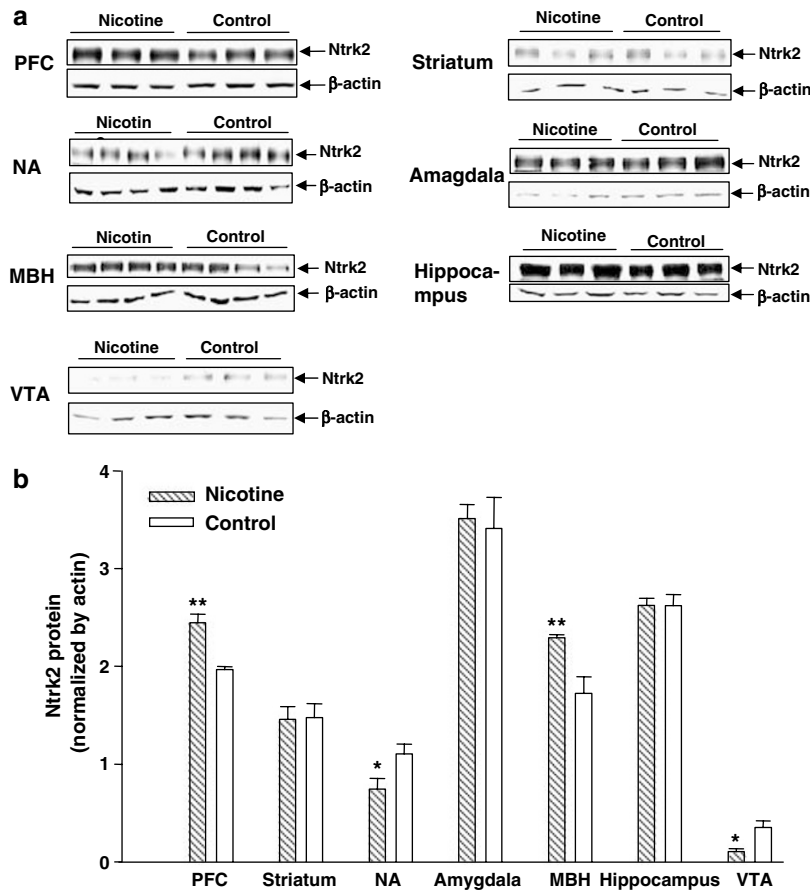 a
Nicotine Control
PFC
Ntrk2
β-actin
Nicotine Control
Striatum
Ntrk2
β-actin
Nicotin Control
NA
Ntrk2
β-actin
Nicotine Control
Amagdala
Ntrk2
β-actin
Nicotin Control
MBH
Ntrk2
β-actin
Nicotine Control
Hippoca-
mpus
Ntrk2
β-actin
Nicotine Control
VTA
Ntrk2
β-actin
b
Nicotine
Control
Ntrk2 protein
(normalized by actin)
4
3
2
1
0
**
*
**
*
PFC Striatum NA Amygdala MBH Hippocampus VTA